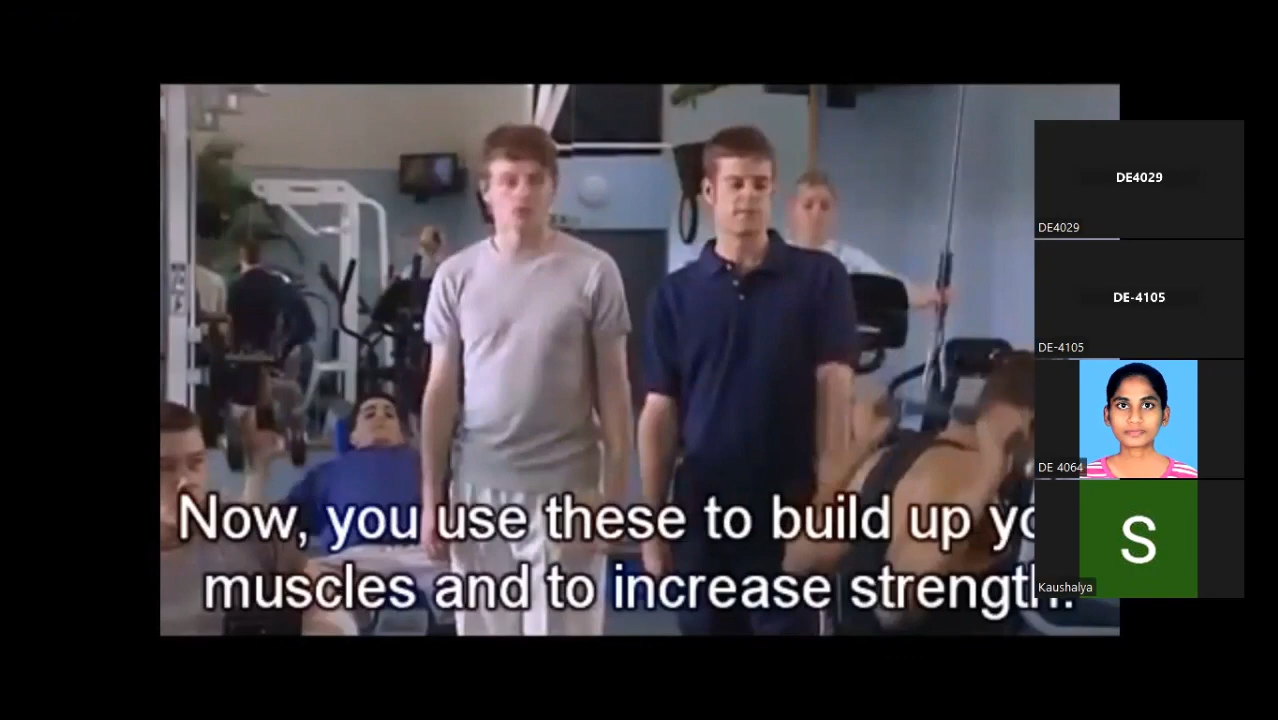 Now, you use these to build up yo
muscles and to increase strength.
DE4029
DE4029
DE-4105
DE-4105
DE 4064
S
Kaushalya